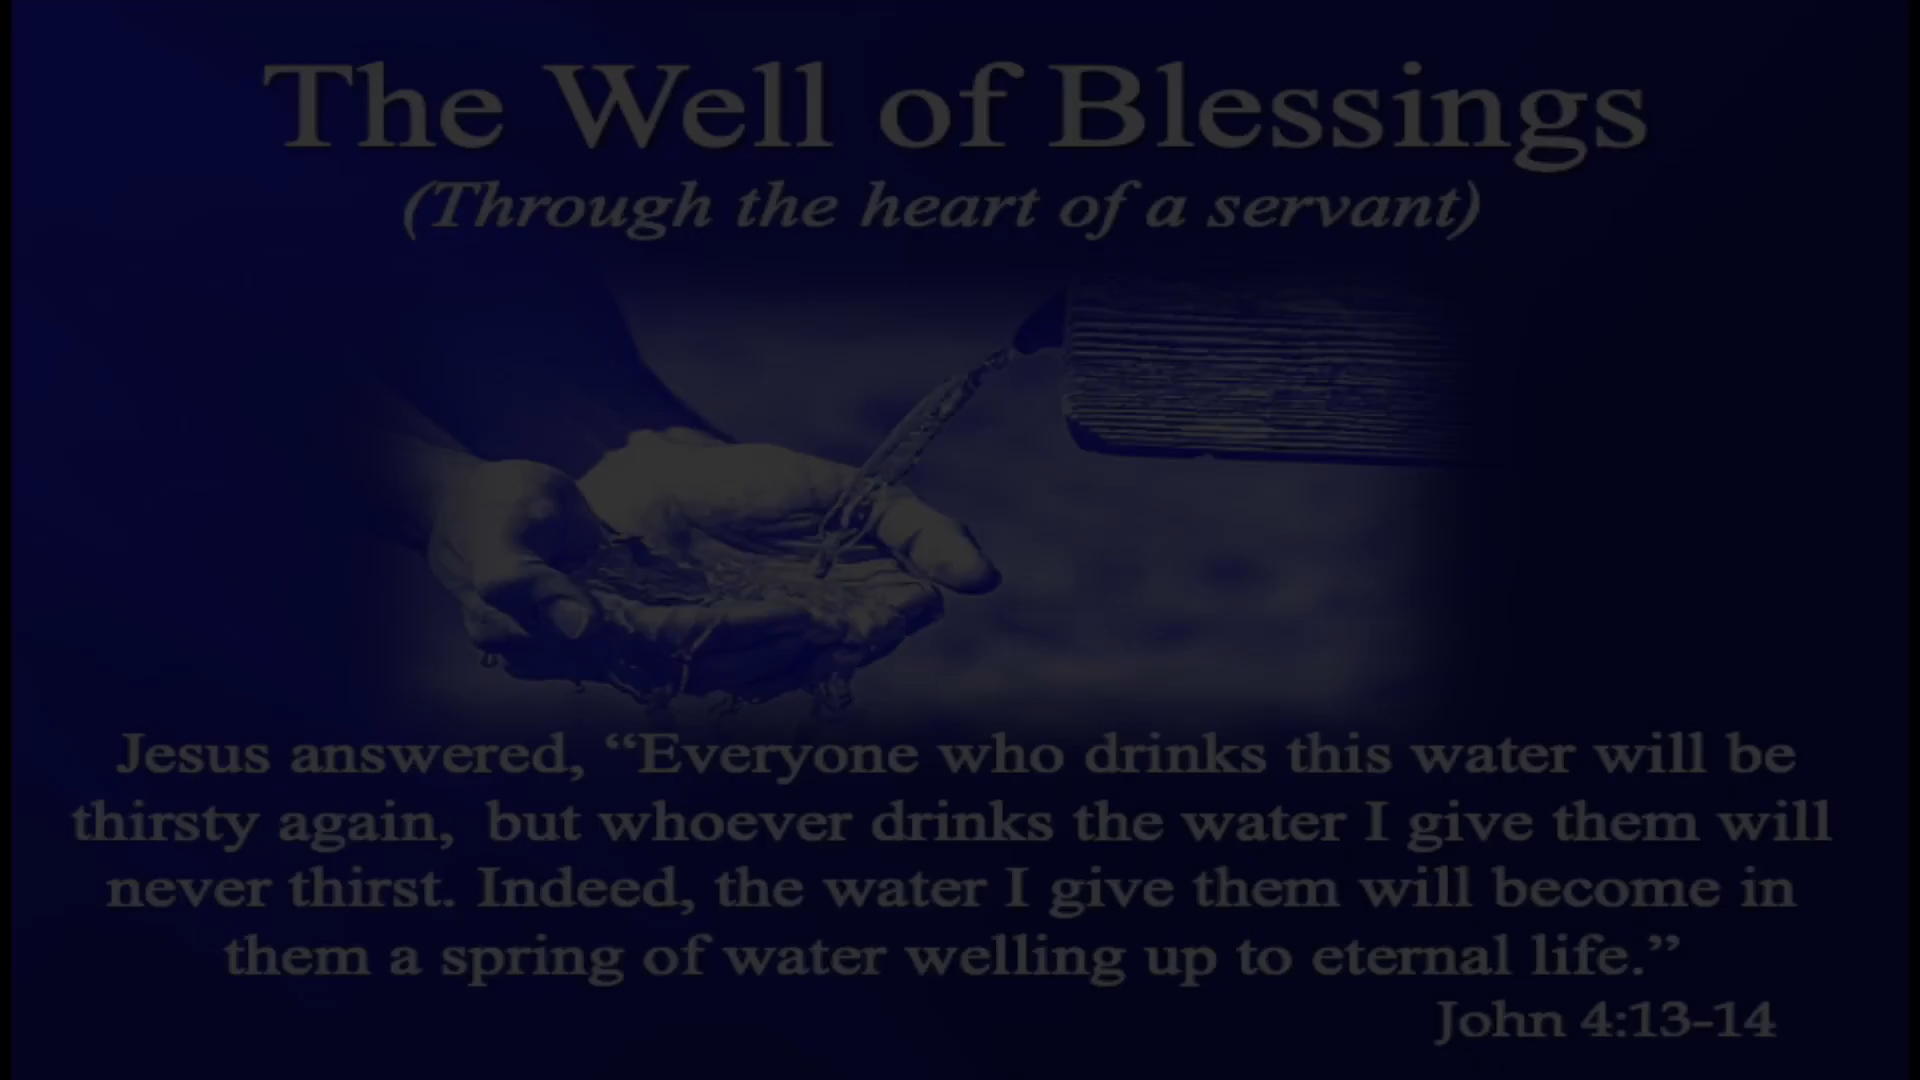 The Well of Blessings
(Through the heart of a servant)
Jesus answered, “Everyone who drinks this water will be
thirsty again,  but whoever drinks the water I give them will
never thirst. Indeed, the water I give them will become in
them a spring of water welling up to eternal life.”
John 4:13-14